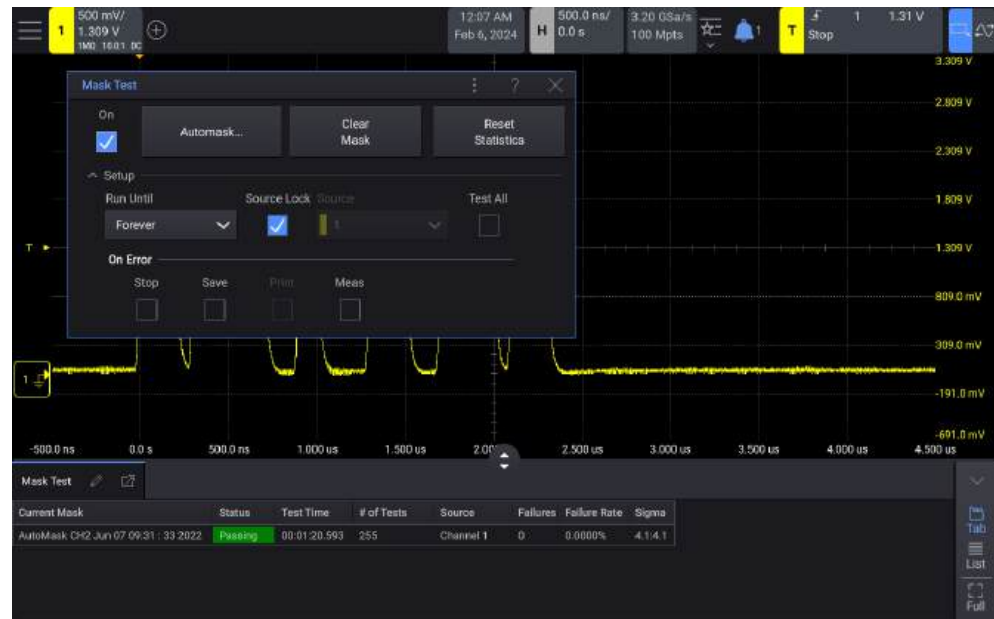 500 mV/
1
1.309 V
1MΩ 160:1 DC
12:07 AM
Feb 6, 2024
H
500.0 ns/
0.0 s
3.20 GSa/s
100 Mpts
1
T
1
1.31 V
Stop
3.309 V
2.809 V
2.309 V
1.809 V
1.309 V
809.0 mV
309.0 mV
-191.0 mV
-691.0 mV
Mask Test
?
On
Automask...
Clear
Mask
Reset
Statistics
Setup
Run Until
Source Lock
Source
Test All
Forever
1
On Error
Stop
Save
Print
Meas
T
1
-500.0 ns
0.0 s
500.0 ns
1.000 us
1.500 us
2.00
2.500 us
3.000 us
3.500 us
4.000 us
4.500 us
Mask Test
Current Mask Status Test Time # of Tests Source Failures Failure Rate Sigma
AutoMask CH2 Jun 07 09:31 : 33 2022 Passing 00:01:20.593 255 Channel 1 0 0.0000% 4.1:4.1
Tab
List
Full